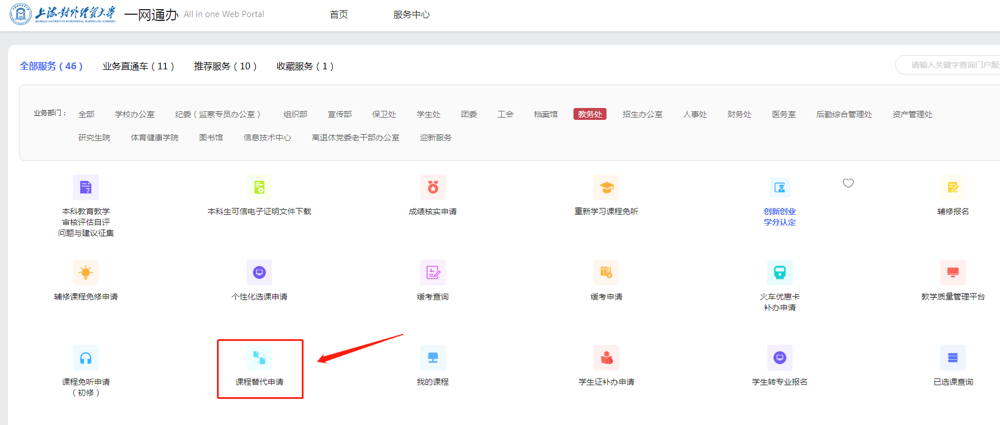 上海对外经贸大学 一网通办 All in one Web Portal 首页 服务中心
SHANGHAI UNIVERSITY OF INTERNATIONAL BUSINESS AND ECONOMICS
全部服务（46） 业务直通车（11） 推荐服务（10） 收藏服务（1） 请输入关键字查询门户服
业务部门： 全部 学校办公室 纪委（监察专员办公室） 组织部 宣传部 保卫处 学生处 团委 工会 档案馆 教务处 招生办公室 人事处 财务处 医务室 后勤综合管理处 资产管理处
研究生院 体育健康学院 图书馆 信息技术中心 离退休党委老干部办公室 迎新服务
本科教育教学
审核评估自评
问题与建议征集
本科生可信电子证明文件下载
成绩核实申请
重新学习课程免听
创新创业
学分认定
辅修报名
辅修课程免修申请
个性化选课申请
缓考查询
缓考申请
火车优惠卡
补办申请
教学质量管理平台
课程免听申请
（初修）
课程替代申请
我的课程
学生证补办申请
学生转专业报名
已选课查询